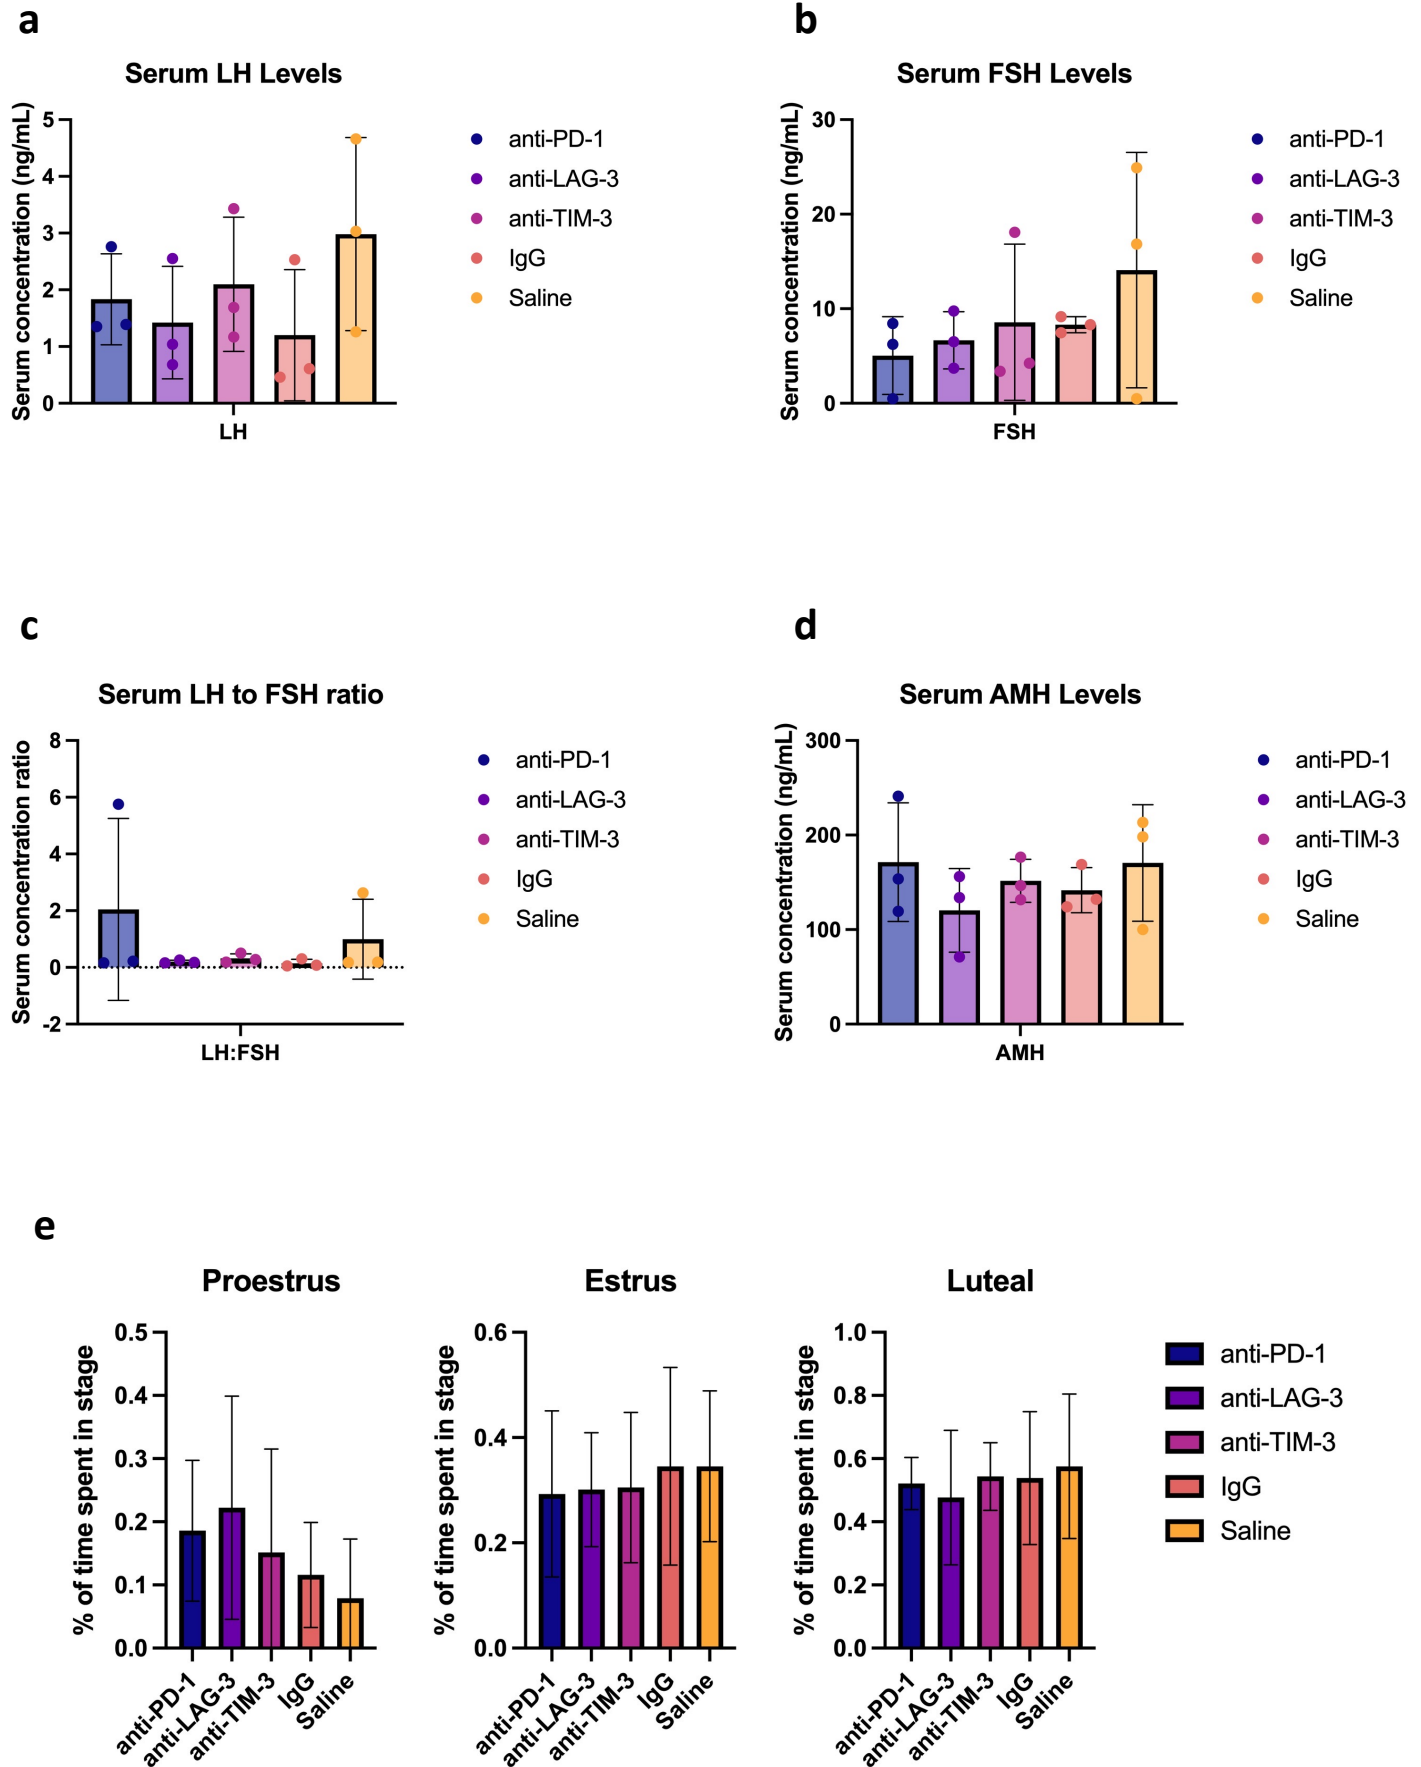 a
Serum LH Levels
Serum concentration (ng/mL)
5
4
3
2
1
0
LH
anti-PD-1
anti-LAG-3
anti-TIM-3
IgG
Saline
b
Serum FSH Levels
Serum concentration (ng/mL)
30
20
10
0
FSH
anti-PD-1
anti-LAG-3
anti-TIM-3
IgG
Saline
c
Serum LH to FSH ratio
Serum concentration ratio
8
6
4
2
0
-2
LH:FSH
anti-PD-1
anti-LAG-3
anti-TIM-3
IgG
Saline
d
Serum AMH Levels
Serum concentration (ng/mL)
300
200
100
0
AMH
anti-PD-1
anti-LAG-3
anti-TIM-3
IgG
Saline
e
Proestrus
% of time spent in stage
0.5
0.4
0.3
0.2
0.1
0.0
anti-PD-1
anti-LAG-3
anti-TIM-3
IgG
Saline
Estrus
% of time spent in stage
0.6
0.4
0.2
0.0
anti-PD-1
anti-LAG-3
anti-TIM-3
IgG
Saline
Luteal
% of time spent in stage
1.0
0.8
0.6
0.4
0.2
0.0
anti-PD-1
anti-LAG-3
anti-TIM-3
IgG
Saline
anti-PD-1
anti-LAG-3
anti-TIM-3
IgG
Saline